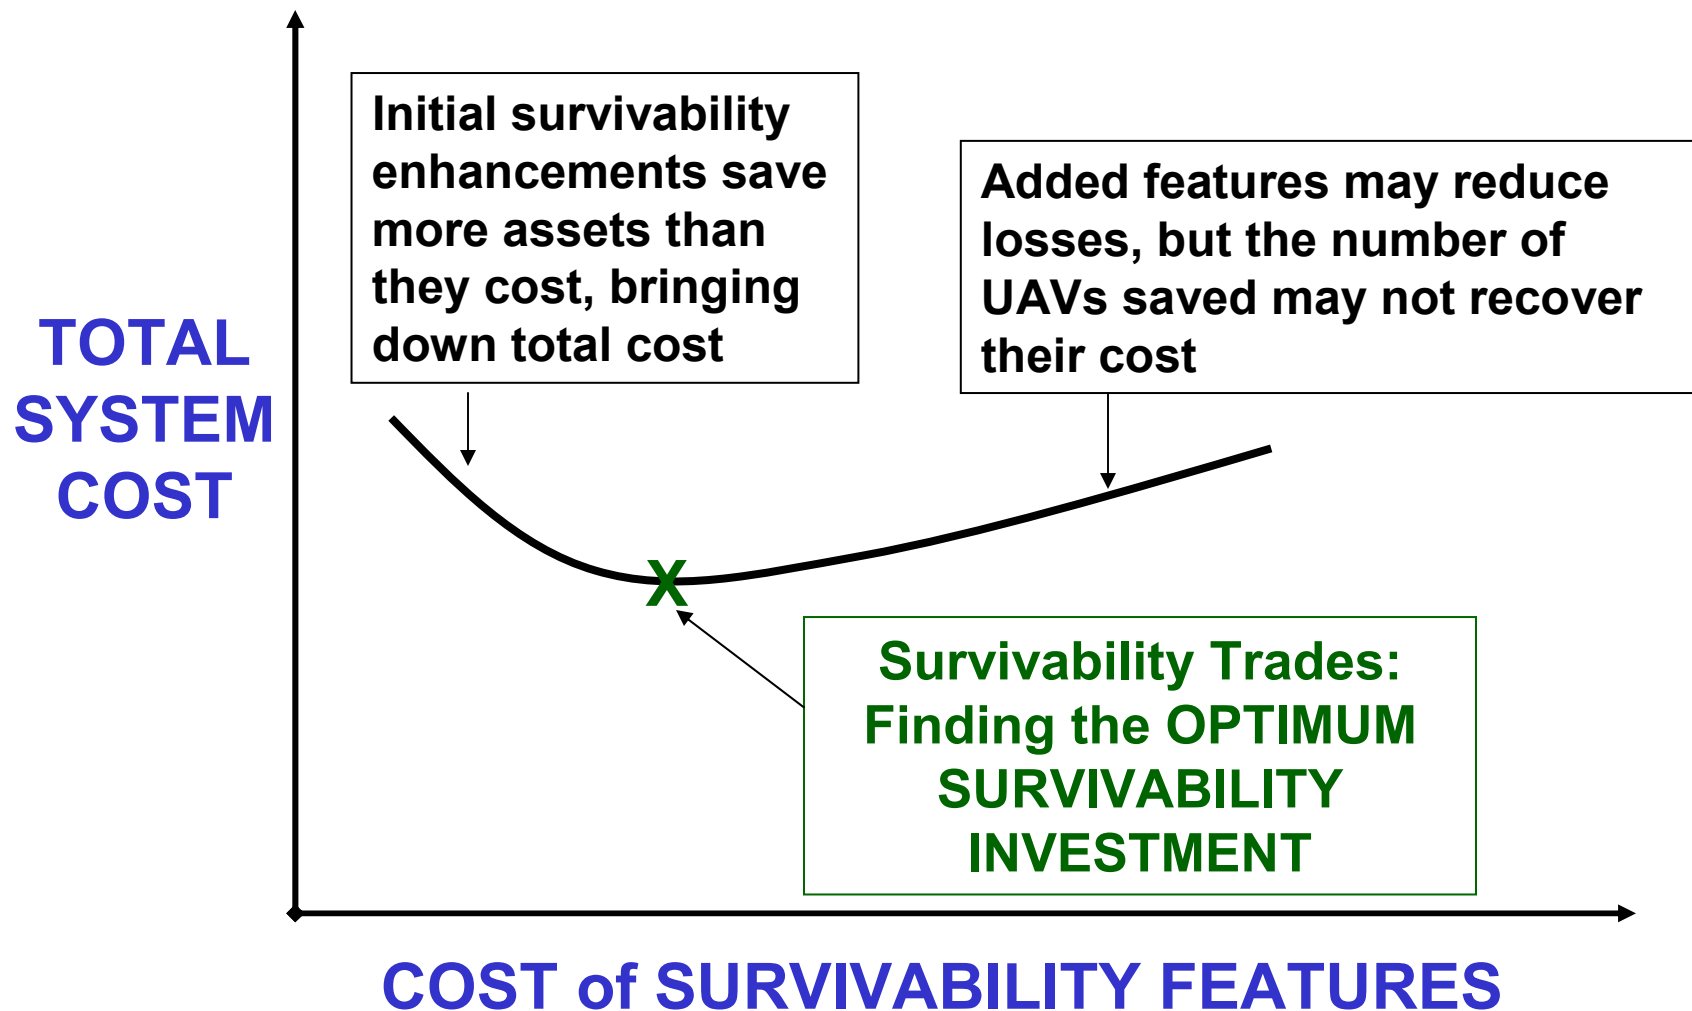 Initial survivability
enhancements save
more assets than
they cost, bringing
down total cost
Added features may reduce
losses, but the number of
UAVs saved may not recover
their cost
TOTAL
SYSTEM
COST
X
Survivability Trades:
Finding the OPTIMUM
SURVIVABILITY
INVESTMENT
COST of SURVIVABILITY FEATURES